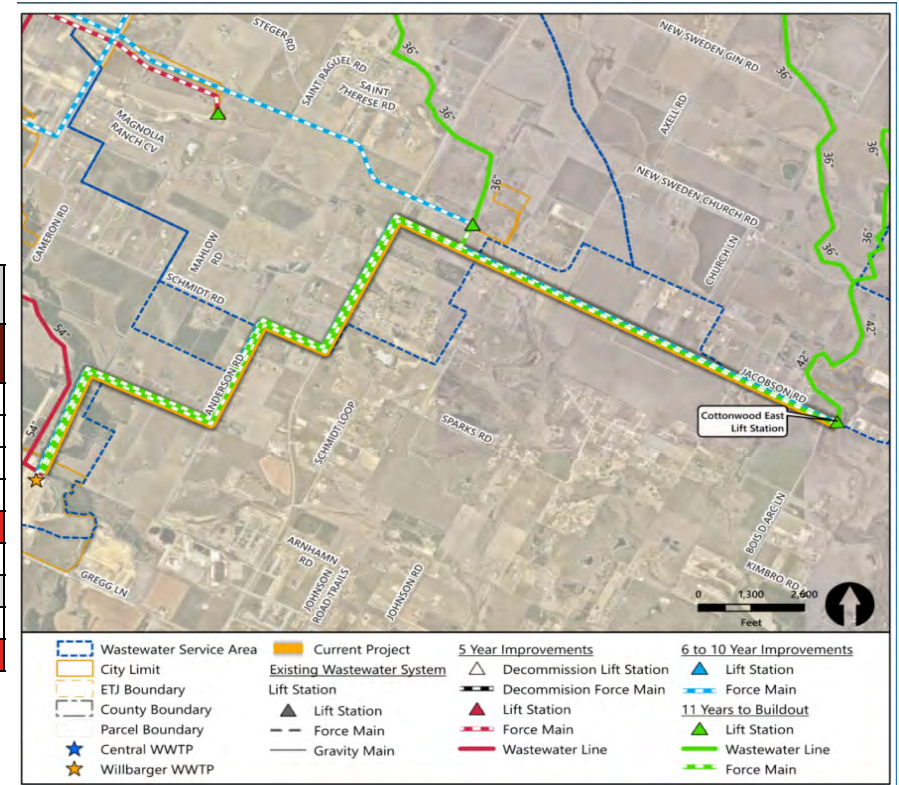 STEGER RD
NEW SWEDEN GIN RD
36"
SAINT RAGUEL RD
SAINT
THERESE RD
36"
36"
AXELL RD
MAGNOLIA
RANCH CV
36"
36"
36"
NEW SWEDEN CHURCH RD
CAMERON RD
MAHLOW
RD
CHURCH LN
36"
36"
SCHMIDT RD
54"
42"
42"
ANDERSON RD
JACOBSON RD
SCHMIDT LOOP
SPARKS RD
Cottonwood East
Lift Station
54"
BOIS D ARC LN
ARNHAMN
RD
JOHNSON
ROAD TRAILS
JOHNSON RD
KIMBRO RD
GREGG LN
0 1,300 2,600
Feet
Wastewater Service Area
City Limit
ETJ Boundary
County Boundary
Parcel Boundary
Central WWTP
Willbarger WWTP
Current Project
Existing Wastewater System
Lift Station
Lift Station
Force Main
Gravity Main
5 Year Improvements
Decommission Lift Station
Decommision Force Main
Lift Station
Force Main
Wastewater Line
6 to 10 Year Improvements
Lift Station
Force Main
11 Years to Buildout
Lift Station
Wastewater Line
Force Main